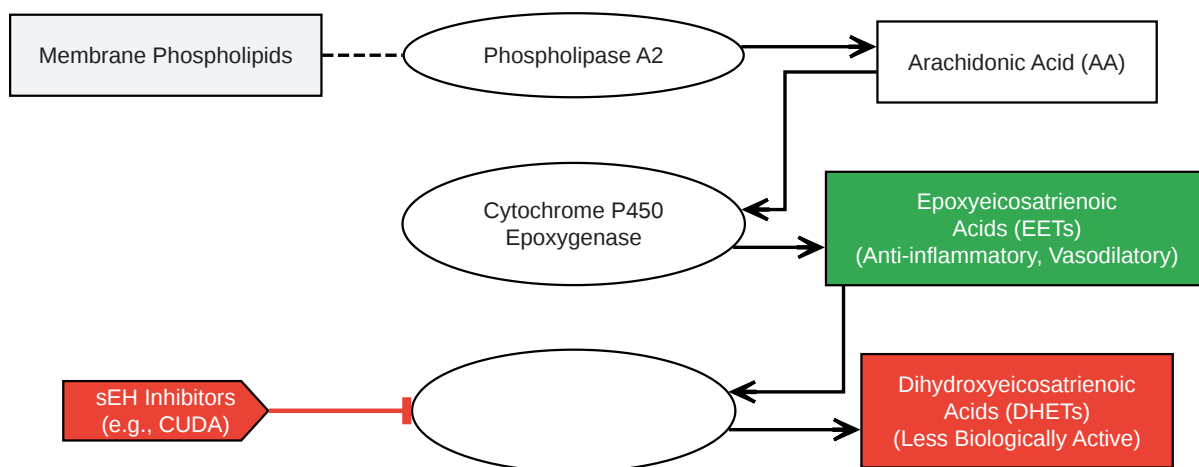 Membrane Phospholipids
Phospholipase A2
Arachidonic Acid (AA)
Cytochrome P450
Epoxygenase
Epoxyeicosatrienoic
Acids (EETs)
(Anti-inflammatory, Vasodilatory)
sEH Inhibitors
(e.g., CUDA)
Dihydroxyeicosatrienoic
Acids (DHETs)
(Less Biologically Active)